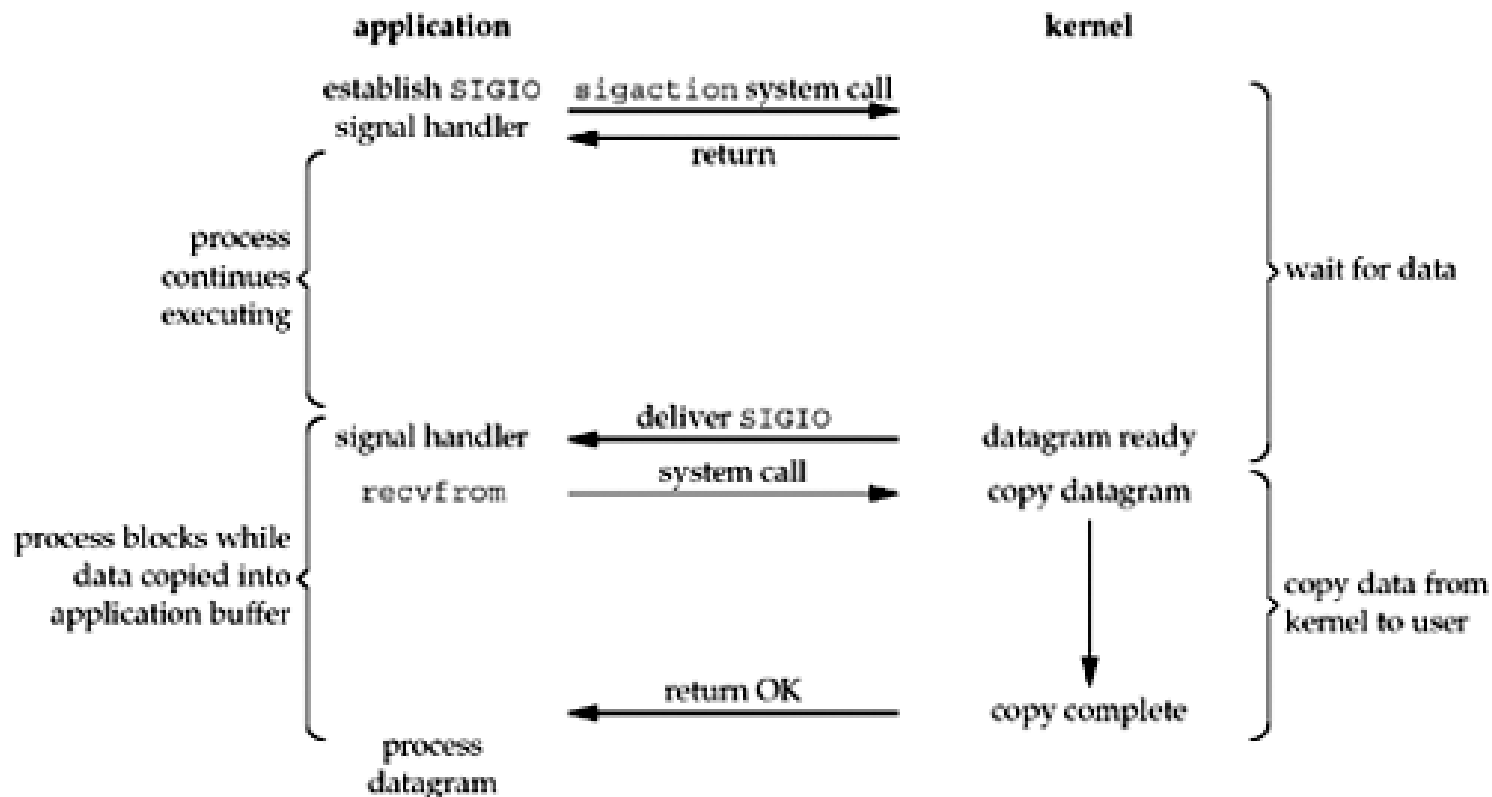 application
kernel
establish SIGIO
signal handler
sigaction system call
return
process
continues
executing
wait for data
deliver SIGIO
signal handler
datagram ready
system call
recvfrom
copy datagram
process blocks while
data copied into
application buffer
copy data from
kernel to user
return OK
copy complete
process
datagram